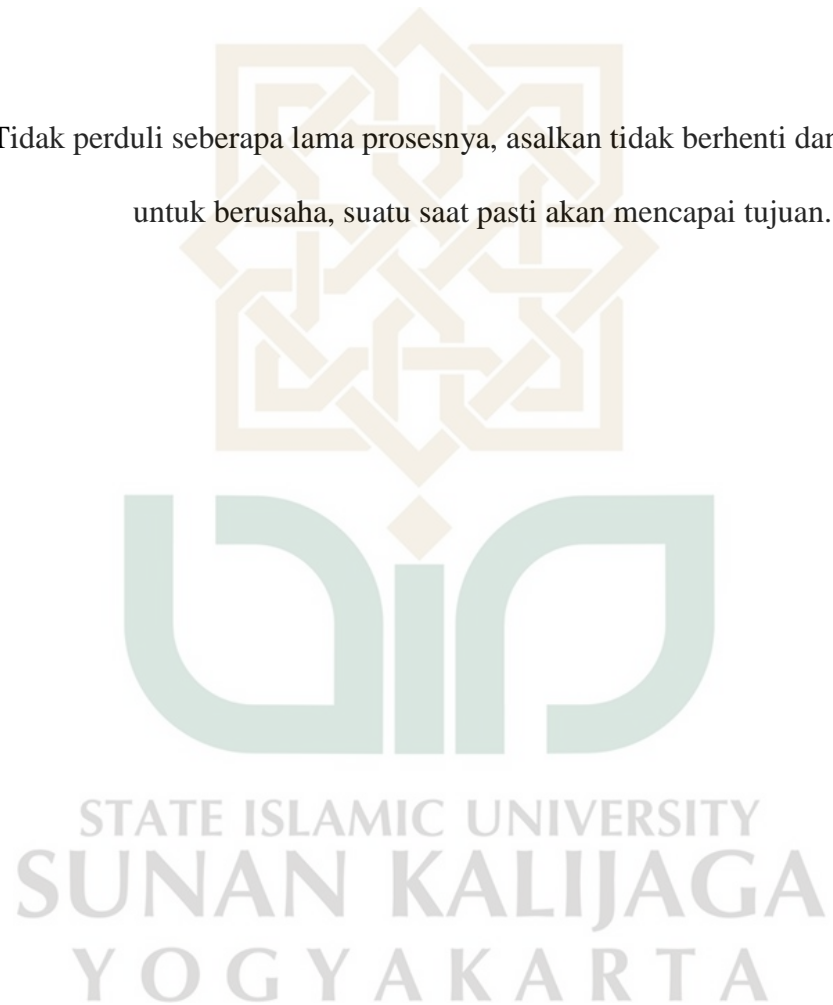 Tidak perduli seberapa lama prosesnya, asalkan tidak berhenti dan
untuk berusaha, suatu saat pasti akan mencapai tujuan.
STATE ISLAMIC UNIVERSITY
SUNAN KALIJAGA
YOGYAKARTA